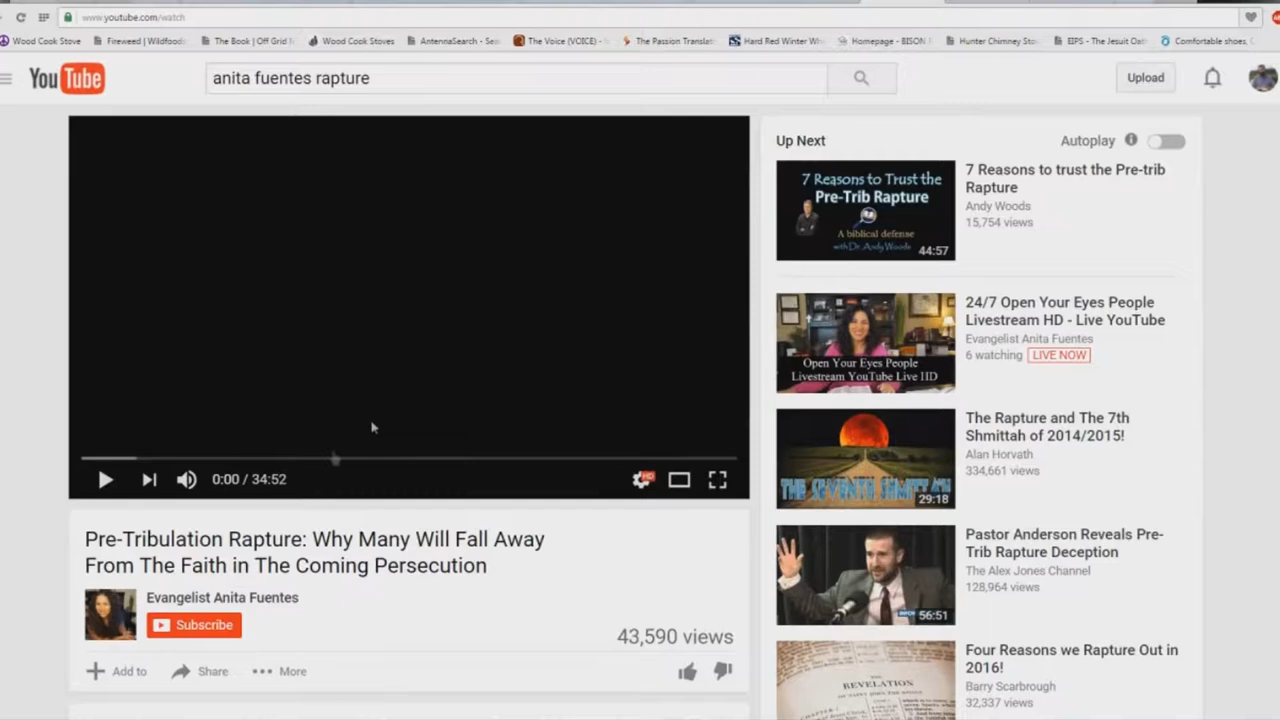 www.youtube.com/watch
Wood Cook Stove
Fireweed | Wildfoods
The Book | Off Grid
Wood Cook Stoves
AntennaSearch - Sea
The Voice (VOICE) -
The Passion Translat
Hard Red Winter Wh
Homepage - BISON
Hunter Chimney Sto
EIPS - The Jesuit Oat
Comfortable shoes,
YouTube
anita fuentes rapture
Upload
0:00 / 34:52
HD
Pre-Tribulation Rapture: Why Many Will Fall Away
From The Faith in The Coming Persecution
Evangelist Anita Fuentes
Subscribe
43,590 views
Add to
Share
More
Up Next
Autoplay
7 Reasons to Trust the
Pre-Trib Rapture
A biblical defense
with Dr. Andy Woods
44:57
7 Reasons to trust the Pre-trib
Rapture
Andy Woods
15,754 views
Open Your Eyes People
Livestream YouTube Live HD
24/7 Open Your Eyes People
Livestream HD - Live YouTube
Evangelist Anita Fuentes
6 watching
LIVE NOW
THE SEVENTH SHMITTAH
29:18
The Rapture and The 7th
Shmittah of 2014/2015!
Alan Horvath
334,661 views
56:51
Pastor Anderson Reveals Pre-
Trib Rapture Deception
The Alex Jones Channel
128,964 views
THE
REVELATION
Four Reasons we Rapture Out in
2016!
Barry Scarbrough
32,337 views